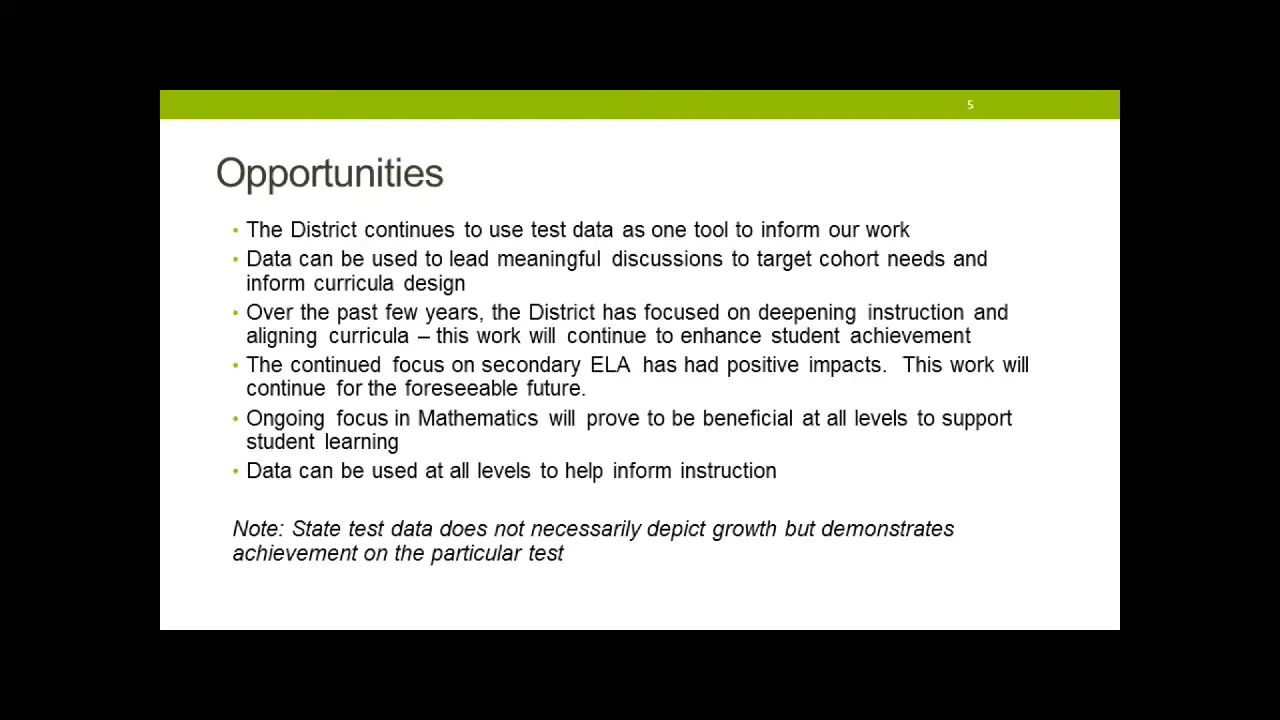 5
Opportunities
• The District continues to use test data as one tool to inform our work
• Data can be used to lead meaningful discussions to target cohort needs and
inform curricula design
• Over the past few years, the District has focused on deepening instruction and
aligning curricula – this work will continue to enhance student achievement
• The continued focus on secondary ELA has had positive impacts. This work will
continue for the foreseeable future.
• Ongoing focus in Mathematics will prove to be beneficial at all levels to support
student learning
• Data can be used at all levels to help inform instruction
Note: State test data does not necessarily depict growth but demonstrates
achievement on the particular test